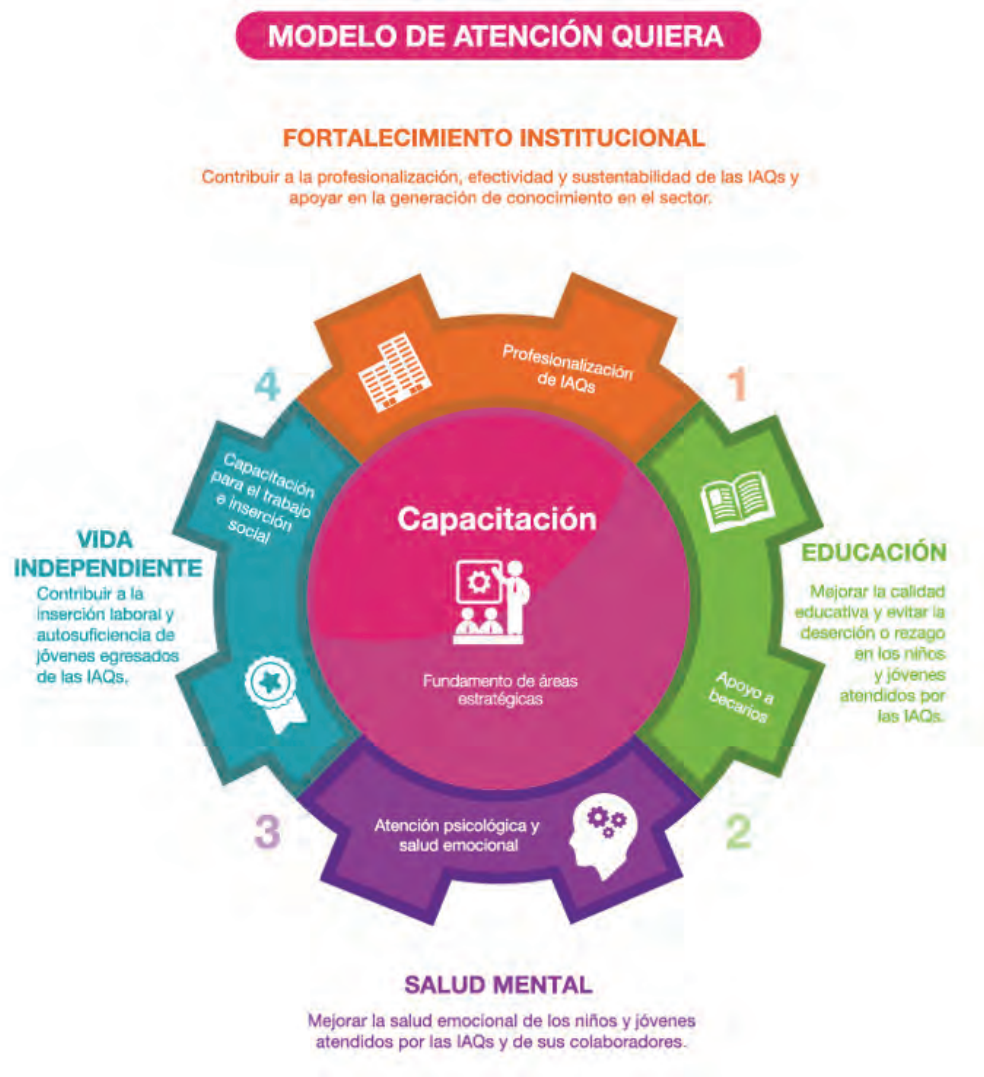 MODELO DE ATENCIÓN QUIERA
FORTALECIMIENTO INSTITUCIONAL
Contribuir a la profesionalización, efectividad y sustentabilidad de las IAQs y
apoyar en la generación de conocimiento en el sector.
Profesionalización
de IAQs
4
1
Capacitación
para el trabajo
e inserción
social
VIDA
INDEPENDIENTE
Contribuir a la
inserción laboral y
autosuficiencia de
jóvenes egresados
de las IAQs.
Capacitación
Fundamento de áreas
estratégicas
EDUCACIÓN
Mejorar la calidad
educativa y evitar la
deserción o rezago
en los niños
y jóvenes
atendidos por
las IAQs.
Apoyo a
becarios
3
2
Atención psicológica y
salud emocional
SALUD MENTAL
Mejorar la salud emocional de los niños y jóvenes
atendidos por las IAQs y de sus colaboradores.